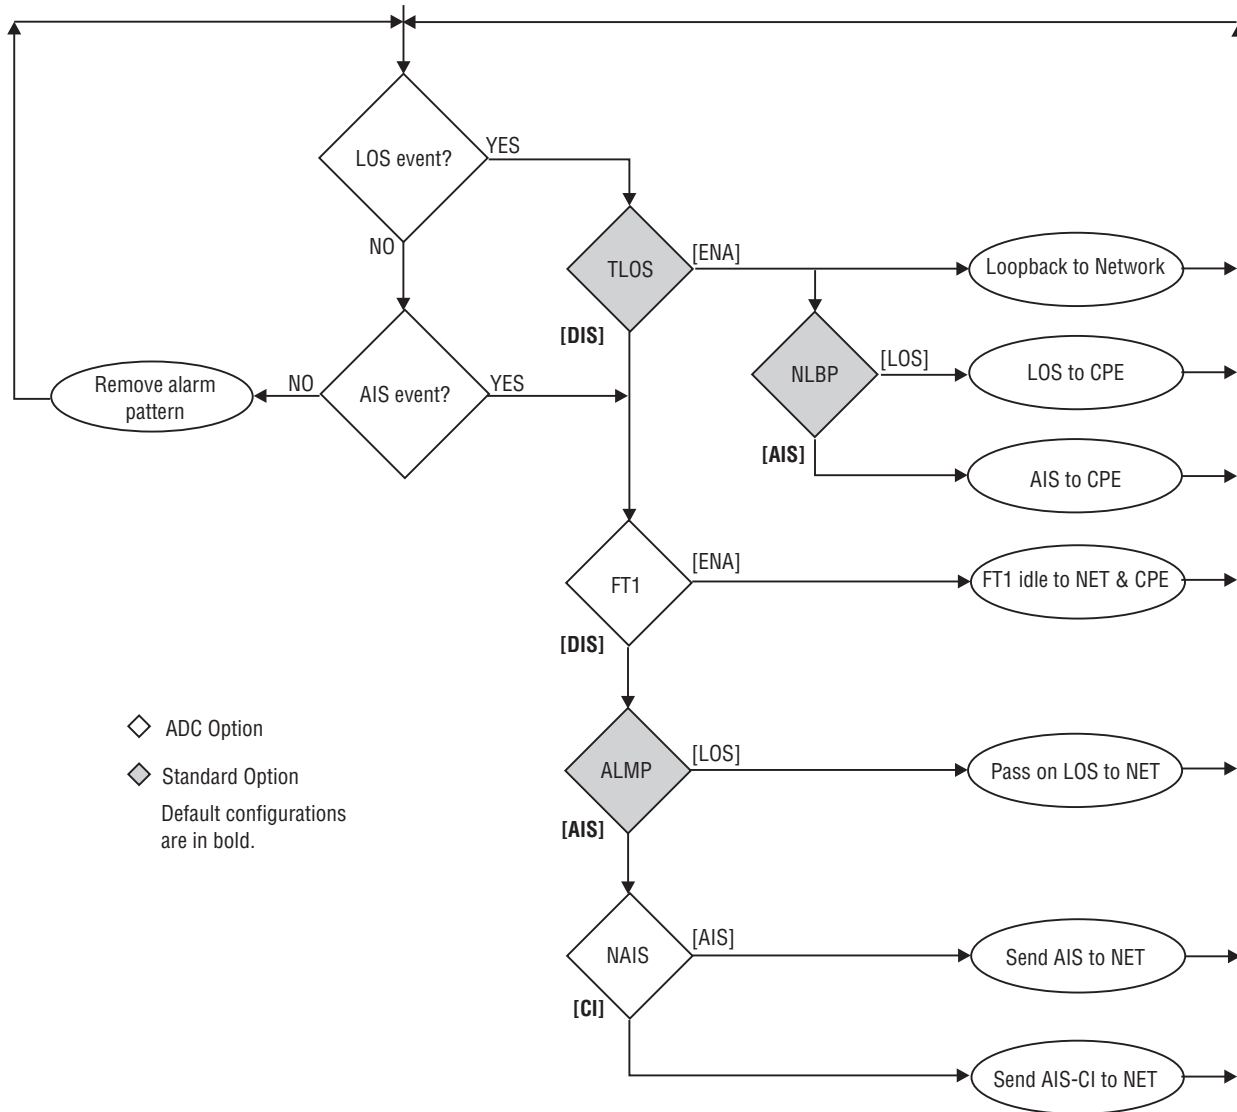 LOS event?
YES
NO
TLOS
[ENA]
[DIS]
Loopback to Network
NLBP
[LOS]
LOS to CPE
[AIS]
AIS to CPE
AIS event?
YES
NO
Remove alarm
pattern
FT1
[ENA]
[DIS]
FT1 idle to NET & CPE
ADC Option
Standard Option
Default configurations
are in bold.
ALMP
[LOS]
[AIS]
Pass on LOS to NET
NAIS
[AIS]
[CI]
Send AIS to NET
Send AIS-CI to NET